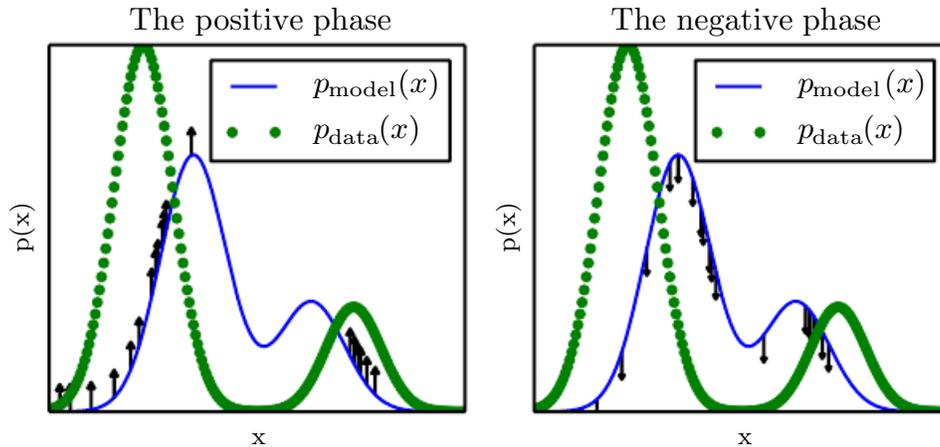 The positive phase
p(x)
p_model(x)
p_data(x)
x
The negative phase
p(x)
p_model(x)
p_data(x)
x